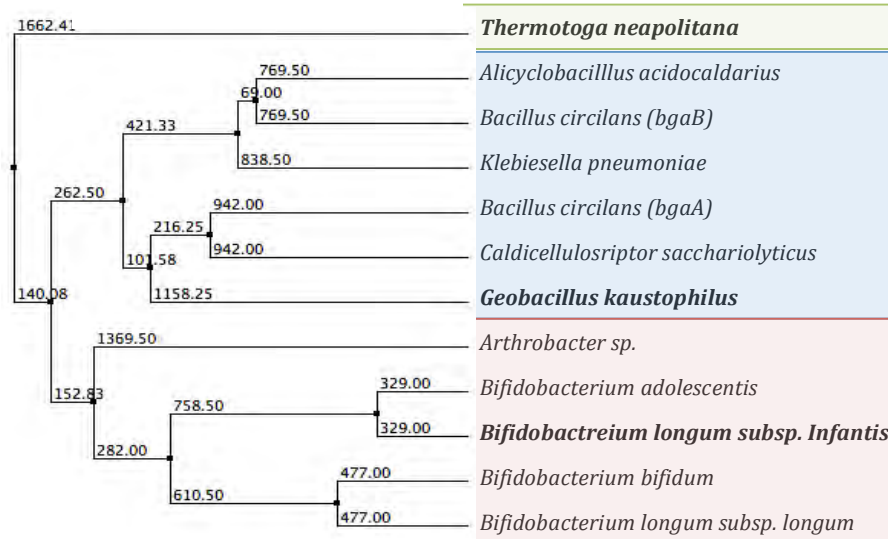 1662.41
Thermotoga neapolitana
769.50
Alicyclobacilllus acidocaldarius
69.00
769.50
Bacillus circilans (bgaB)
421.33
838.50
Klebiesella pneumoniae
262.50
942.00
Bacillus circilans (bgaA)
216.25
942.00
Caldicellulosriptor sacchariolyticus
101.58
140.08
1158.25
Geobacillus kaustophilus
1369.50
Arthrobacter sp.
329.00
Bifidobacterium adolescentis
152.83
758.50
329.00
Bifidobactreium longum subsp. Infantis
282.00
477.00
Bifidobacterium bifidum
610.50
477.00
Bifidobacterium longum subsp. longum